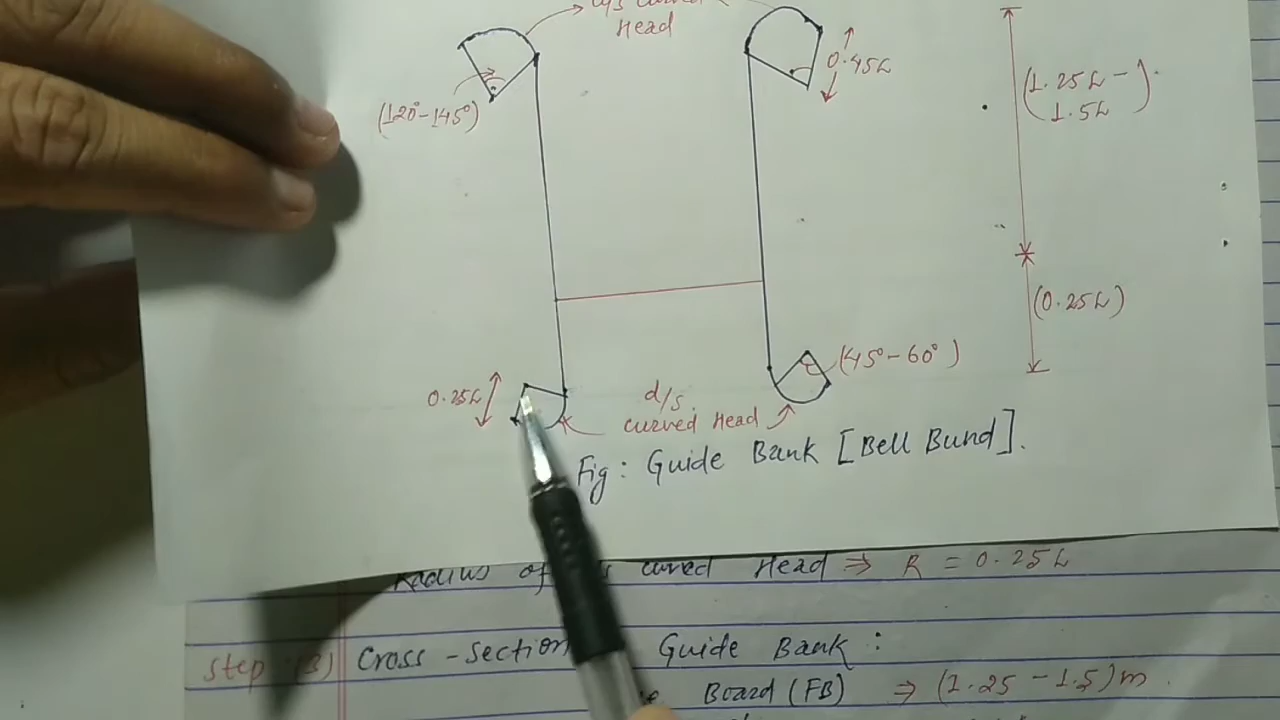 Head
0.45L
(120°-145°)
(1.25L -
1.5L)
(0.25L)
(45°-60°)
0.25L
d/s
curved Head
Fig: Guide Bank [Bell Bund].
Radius of curved Head ⇒ R = 0.25L
Step:(3) Cross-section Guide Bank:
Board (FB) ⇒ (1.25 - 1.5)m